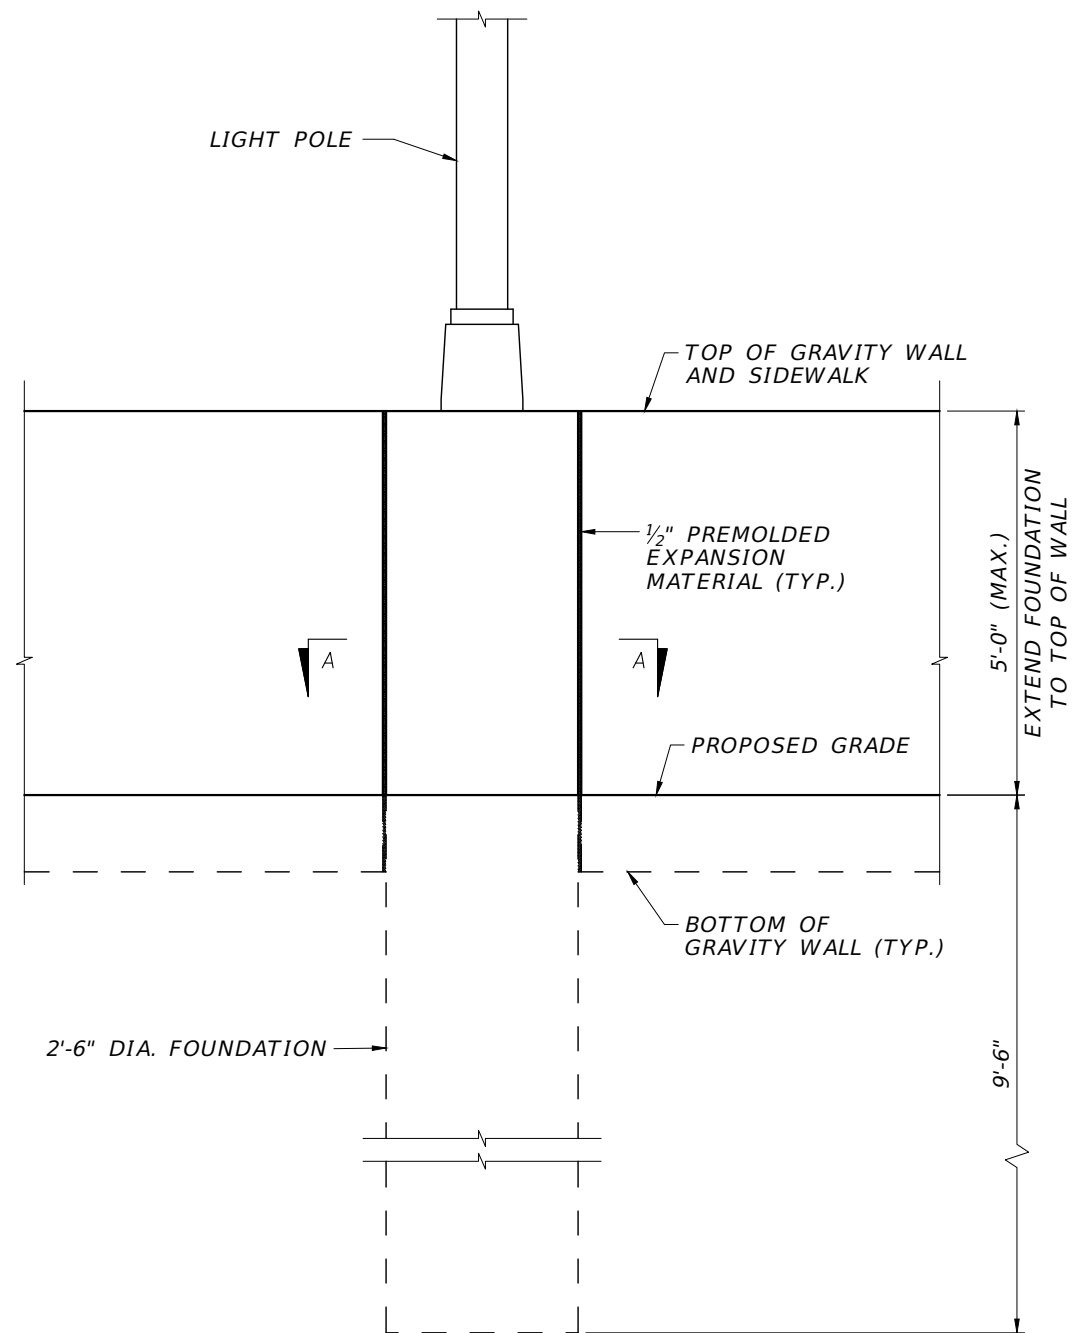 LIGHT POLE
TOP OF GRAVITY WALL
AND SIDEWALK
½" PREMOLDED
EXPANSION
MATERIAL (TYP.)
5'-0" (MAX.)
EXTEND FOUNDATION
TO TOP OF WALL
A
A
PROPOSED GRADE
BOTTOM OF
GRAVITY WALL (TYP.)
2'-6" DIA. FOUNDATION
9'-6"